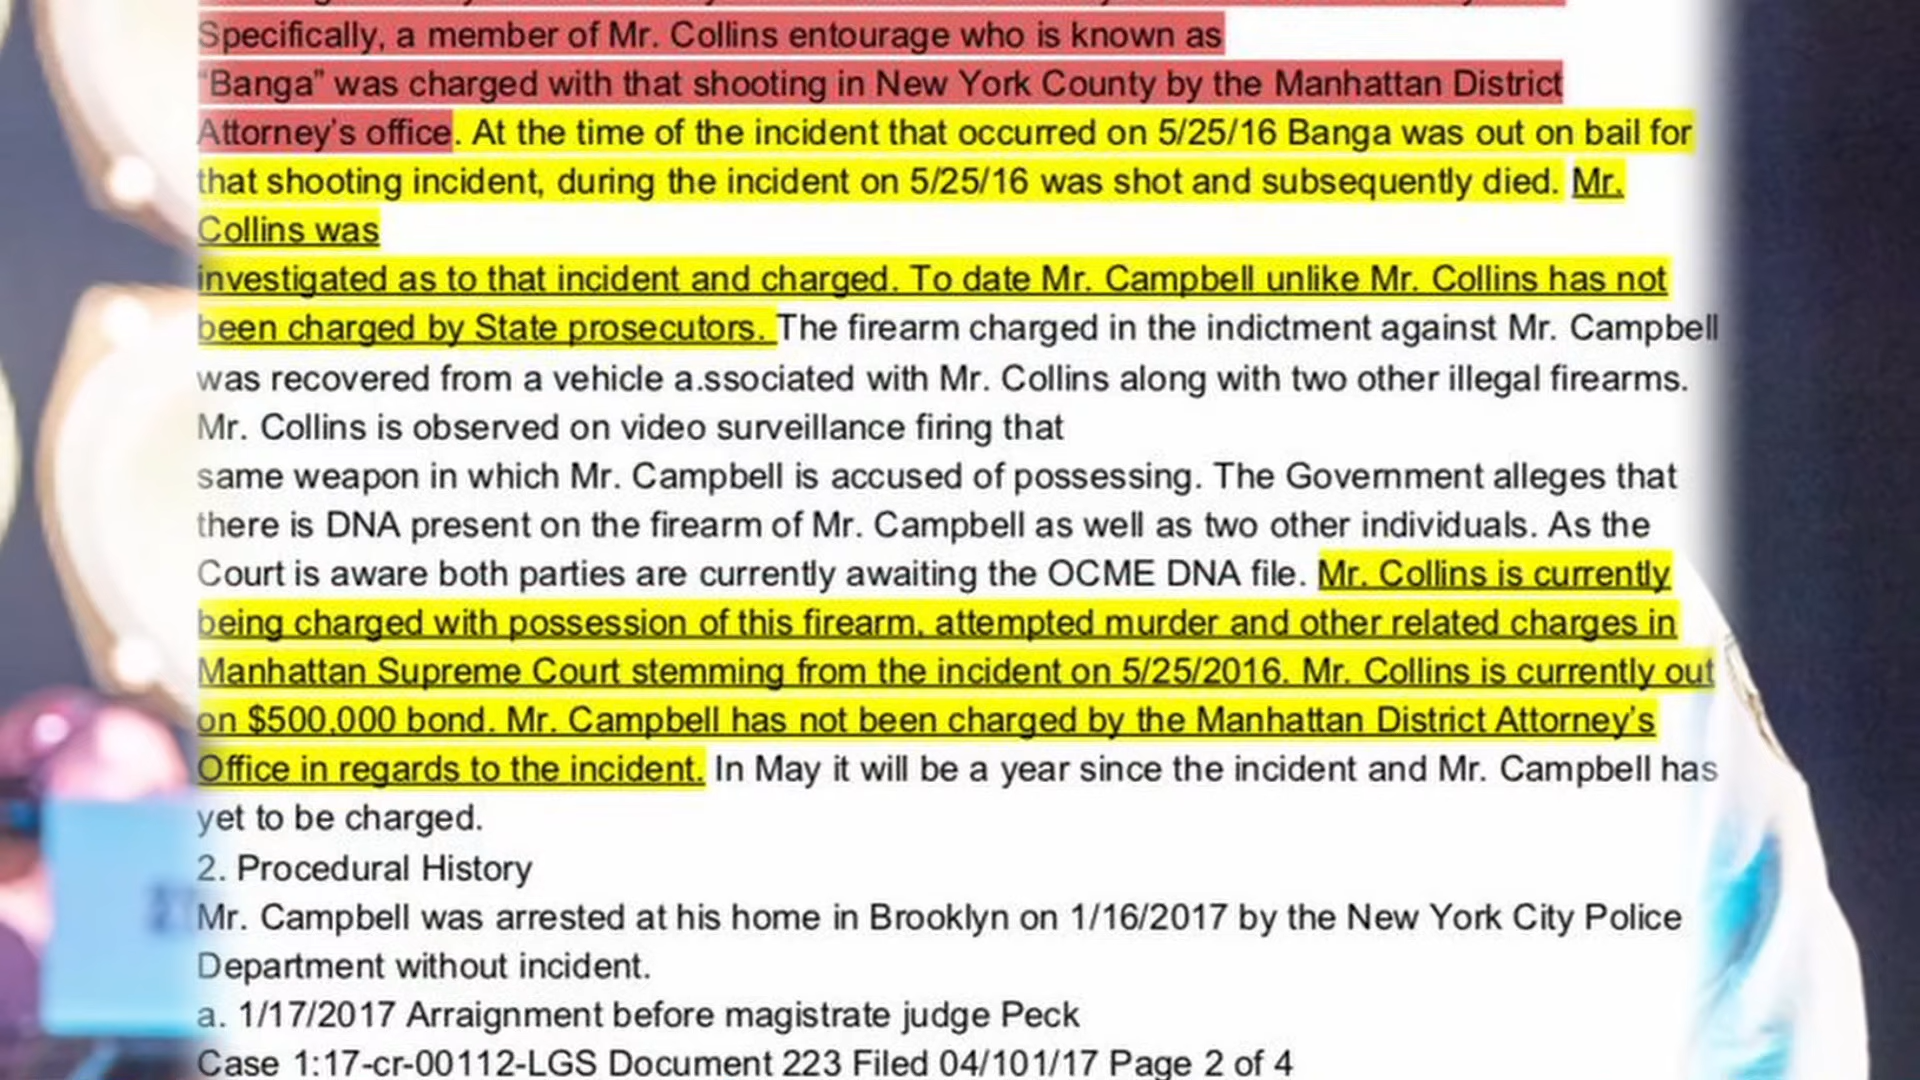 Specifically, a member of Mr. Collins entourage who is known as
"Banga" was charged with that shooting in New York County by the Manhattan District
Attorney's office. At the time of the incident that occurred on 5/25/16 Banga was out on bail for
that shooting incident, during the incident on 5/25/16 was shot and subsequently died. Mr.
Collins was
investigated as to that incident and charged. To date Mr. Campbell unlike Mr. Collins has not
been charged by State prosecutors. The firearm charged in the indictment against Mr. Campbell
was recovered from a vehicle a.ssociated with Mr. Collins along with two other illegal firearms.
Mr. Collins is observed on video surveillance firing that
same weapon in which Mr. Campbell is accused of possessing. The Government alleges that
there is DNA present on the firearm of Mr. Campbell as well as two other individuals. As the
Court is aware both parties are currently awaiting the OCME DNA file. Mr. Collins is currently
being charged with possession of this firearm, attempted murder and other related charges in
Manhattan Supreme Court stemming from the incident on 5/25/2016. Mr. Collins is currently out
on $500,000 bond. Mr. Campbell has not been charged by the Manhattan District Attorney's
Office in regards to the incident. In May it will be a year since the incident and Mr. Campbell has
yet to be charged.
2. Procedural History
Mr. Campbell was arrested at his home in Brooklyn on 1/16/2017 by the New York City Police
Department without incident.
a. 1/17/2017 Arraignment before magistrate judge Peck
Case 1:17-cr-00112-LGS Document 223 Filed 04/101/17 Page 2 of 4